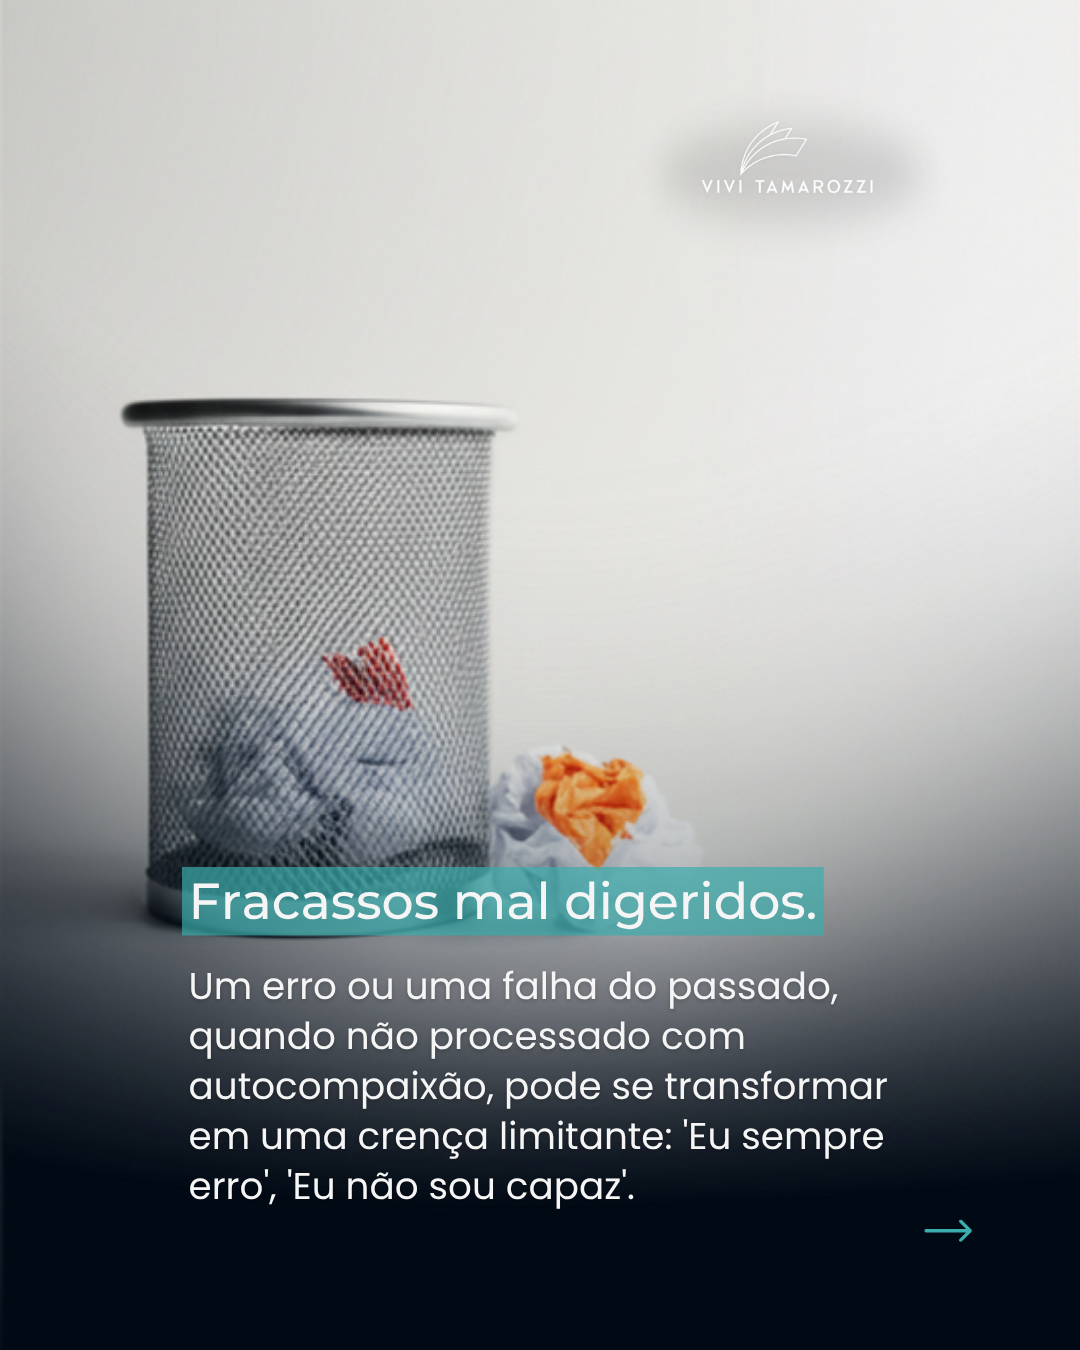 VIVI TAMAROZZI
Fracassos mal digeridos.
Um erro ou uma falha do passado,
quando não processado com
autocompaixão, pode se transformar
em uma crença limitante: 'Eu sempre
erro', 'Eu não sou capaz'.